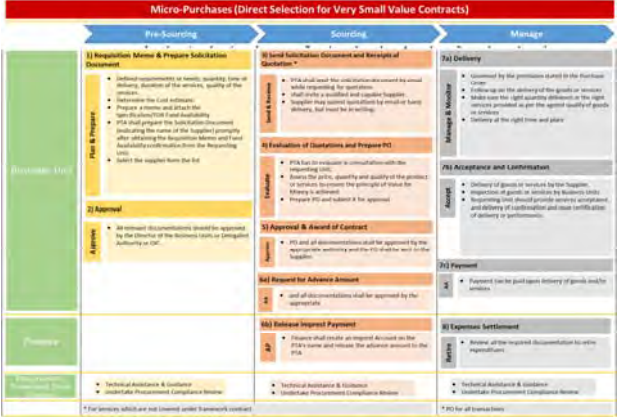 Micro-Purchases (Direct Selection for Very Small Value Contracts)
Pre-Sourcing
Sourcing
Manage
1) Requisition Memo & Prepare Solicitation
Document
Plan & Prepare
Defined requirements or needs, quantity, time of
delivery, duration of the services, quality of the
services.
Determine the Cost estimate
Prepare a memo and attach the
specification/TOR Fund Availability
PTA shall prepare the Solicitation Document
(indicating the name of the Supplier) promptly
after obtaining the Requisition Memo and Fund
Availability confirmation from the Requesting
Unit.
Select the supplier from the list
2) Approval
Approve
All relevant documentations should be approved
by the Director of the Business Units or Delegated
Authority or
3) Send Solicitation Document and Receipt of
Quotation *
Send & Receive
PTA shall send the solicitation document by email
while requesting for quotations
shall invite a qualified and capable Supplier
Supplier may submit quotations by email or hand
delivery, but must be in writing.
4) Evaluation of Quotations and Prepare PO
Evaluate
PTA has to evaluate in consultation with the
requesting Unit.
Assess the price, quantity and quality of the product
or services to ensure the principle of Value for
Money is achieved
Prepare PO and submit it for approval
5) Approval & Award of Contract
Approve
PO and all documentations shall be approved by the
appropriate authority and the PO shall be sent to the
Supplier.
6a) Request for Advance Amount
and all documentations shall be approved by the
appropriate
6b) Release Imprest Payment
AP
Finance shall create an Imprest Account on the
PTA's name and release the advance amount to the
PTA
7a) Delivery
Manage & Monitor
Governed by the provisions stated in the Purchase
Order
Follow up on the delivery of the goods or services
Make sure the right quantity delivered or the right
services provided as per the agreed quality of goods
or services
Delivery at the right time and place
7b) Acceptance and Confirmation
Accept
Delivery of goods or services by the Supplier.
Inspection of goods or services by Business Units
Requesting Unit should provide services acceptance
and delivery of confirmation and issue certification
of delivery or performance.
7c) Payment
Payment can be paid upon delivery of goods and/or
services
8) Expenses Settlement
Retire
Review all the required documentation to retire
expenditures
Business Unit
Finance
Technical Assistance & Guidance
Undertake Procurement Compliance Review
Technical Assistance & Guidance
Undertake Procurement Compliance Review
* For services which are not covered under framework contract
* PO for all transactions